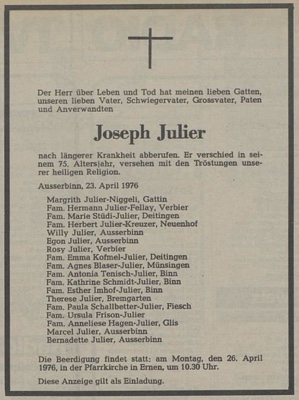 Der Herr über Leben und Tod hat meinen lieben Gatten,
unseren lieben Vater, Schwiegervater, Grossvater, Paten
und Anverwandten
Joseph Julier
nach längerer Krankheit abberufen. Er verschied in sei-
nem 75. Altersjahr, versehen mit den Tröstungen unse-
rer heiligen Religion.
Ausserbinn, 23. April 1976
Margrith Julier-Niggeli, Gattin
Fam. Hermann Julier-Fellay, Verbier
Fam. Marie Stüdi-Julier, Deitingen
Fam. Herbert Julier-Kreuzer, Neuenhof
Willy Julier, Ausserbinn
Egon Julier, Ausserbinn
Rosy Julier, Verbier
Fam. Emma Kofmel-Julier, Deitingen
Fam. Agnes Blaser-Julier, Münsingen
Fam. Antonia Tenisch-Julier, Binn
Fam. Kathrine Schmidt-Julier, Binn
Fam. Esther Imhof-Julier, Binn
Therese Julier, Bremgarten
Fam. Paula Schallbetter-Julier, Fiesch
Fam. Ursula Frison-Julier
Fam. Anneliese Hagen-Julier, Glis
Marcel Julier, Ausserbinn
Bernadette Julier, Ausserbinn
Die Beerdigung findet statt: am Montag, den 26. April
1976, in der Pfarrkirche in Ernen, um 10.30 Uhr.
Diese Anzeige gilt als Einladung.